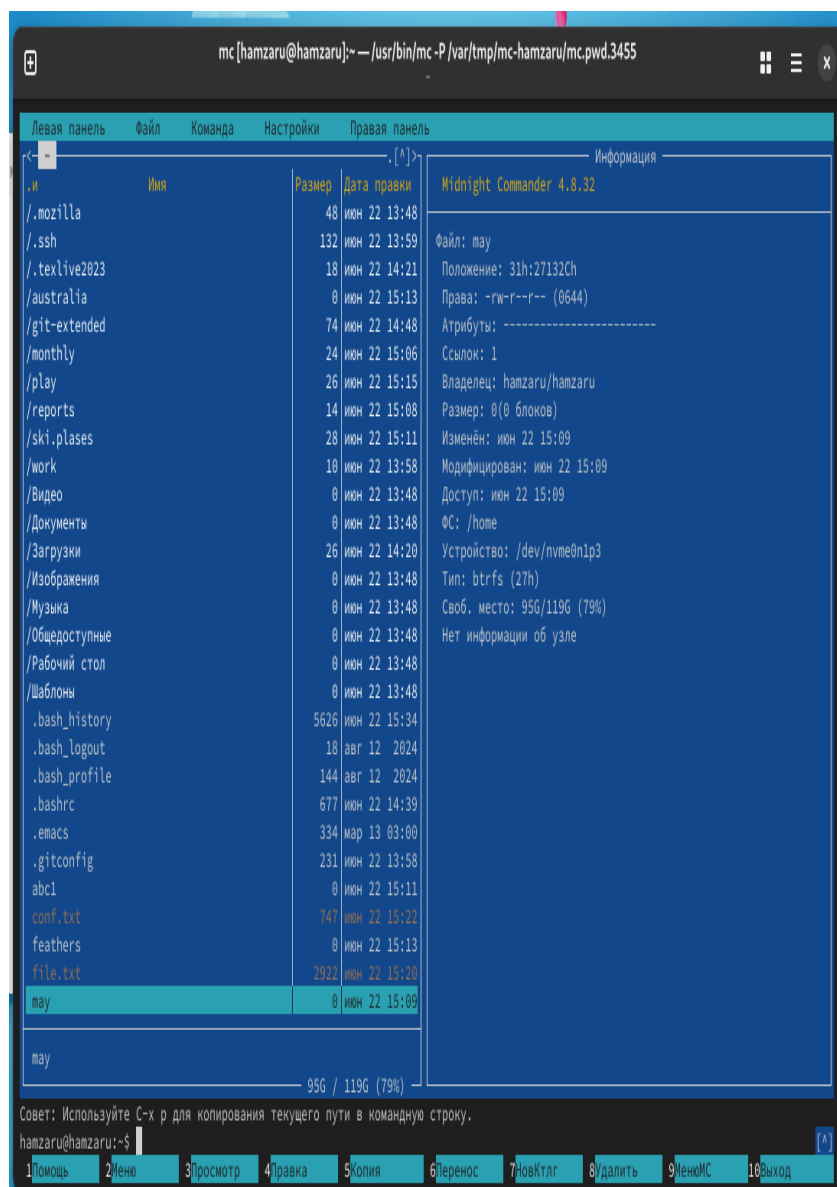 mc [hamzaru@hamzaru]:~ — /usr/bin/mc -P /var/tmp/mc-hamzaru/mc.pwd.3455
~
Левая панель Файл Команда Настройки Правая панель
<- ~ .[^]>
.и Имя Размер Дата правки
/.mozilla 48 июн 22 13:48
/.ssh 132 июн 22 13:59
/.texlive2023 18 июн 22 14:21
/australia 0 июн 22 15:13
/git-extended 74 июн 22 14:48
/monthly 24 июн 22 15:06
/play 26 июн 22 15:15
/reports 14 июн 22 15:08
/ski.plases 28 июн 22 15:11
/work 10 июн 22 13:58
/Видео 0 июн 22 13:48
/Документы 0 июн 22 13:48
/Загрузки 26 июн 22 14:20
/Изображения 0 июн 22 13:48
/Музыка 0 июн 22 13:48
/Общедоступные 0 июн 22 13:48
/Рабочий стол 0 июн 22 13:48
/Шаблоны 0 июн 22 13:48
.bash_history 5626 июн 22 15:34
.bash_logout 18 авг 12 2024
.bash_profile 144 авг 12 2024
.bashrc 677 июн 22 14:39
.emacs 334 мар 13 03:00
.gitconfig 231 июн 22 13:58
abc1 0 июн 22 15:11
conf.txt 747 июн 22 15:22
feathers 0 июн 22 15:13
file.txt 2922 июн 22 15:20
may 0 июн 22 15:09
may
95G / 119G (79%)
Информация
Midnight Commander 4.8.32
Файл: may
Положение: 31h:27132Ch
Права: -rw-r--r-- (0644)
Атрибуты: -------------------------
Ссылок: 1
Владелец: hamzaru/hamzaru
Размер: 0(0 блоков)
Изменён: июн 22 15:09
Модифицирован: июн 22 15:09
Доступ: июн 22 15:09
ФС: /home
Устройство: /dev/nvme0n1p3
Тип: btrfs (27h)
Своб. место: 95G/119G (79%)
Нет информации об узле
Совет: Используйте C-x p для копирования текущего пути в командную строку.
hamzaru@hamzaru:~$ [^]
1Помощь 2Меню 3Просмотр 4Правка 5Копия 6Перенос 7НовКтлг 8Удалить 9МенюMC 10Выход